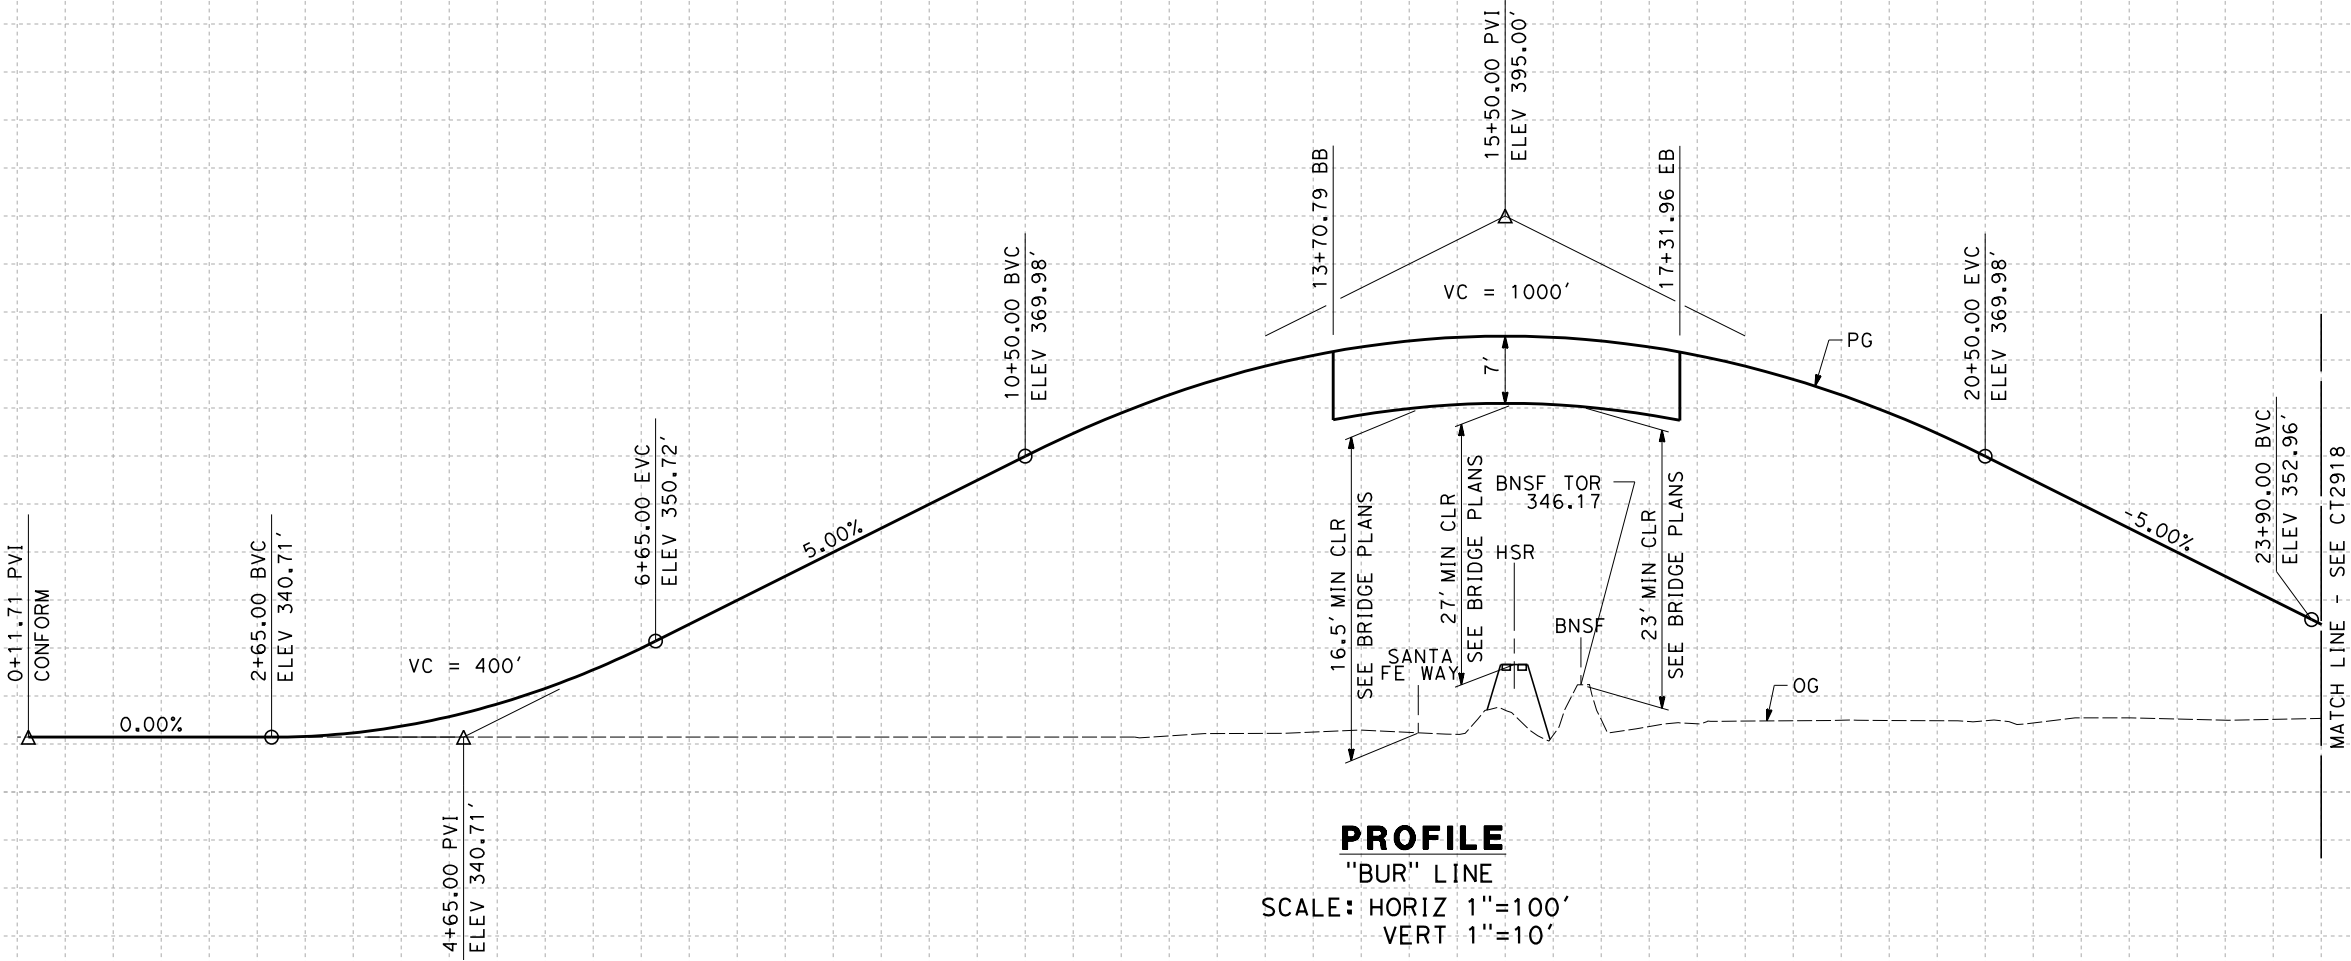 0+11.71 PVI
CONFORM
0.00%
2+65.00 BVC
ELEV 340.71'
VC = 400'
4+65.00 PVI
ELEV 340.71'
6+65.00 EVC
ELEV 350.72'
5.00%
10+50.00 BVC
ELEV 369.98'
13+70.79 BB
15+50.00 PVI
ELEV 395.00'
VC = 1000'
17+31.96 EB
7'
PG
20+50.00 EVC
ELEV 369.98'
-5.00%
23+90.00 BVC
ELEV 352.96'
MATCH LINE - SEE CT2918
16.5' MIN CLR
SEE BRIDGE PLANS
27' MIN CLR
SEE BRIDGE PLANS
BNSF TOR
346.17
HSR
23' MIN CLR
SEE BRIDGE PLANS
BNSF
SANTA
FE WAY
OG
PROFILE
"BUR" LINE
SCALE: HORIZ 1"=100'
VERT 1"=10'